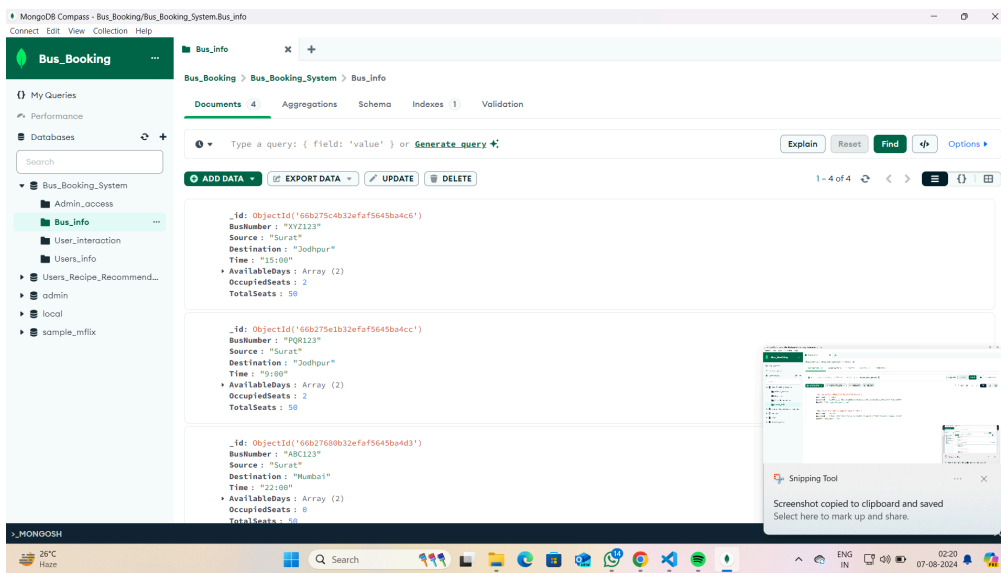 MongoDB Compass - Bus_Booking/Bus_Booking_System.Bus_info
Connect Edit View Collection Help
Bus_Booking ...
My Queries
Performance
Databases
Search
Bus_Booking_System
Admin_access
Bus_info ...
User_interaction
Users_info
Users_Recipe_Recommend...
admin
local
sample_mflix
Bus_info
Bus_Booking > Bus_Booking_System > Bus_info
Documents 4 Aggregations Schema Indexes 1 Validation
Type a query: { field: 'value' } or Generate query
Explain Reset Find </> Options
ADD DATA EXPORT DATA UPDATE DELETE
1 – 4 of 4
_id: ObjectId('66b275c4b32efaf5645ba4c6')
BusNumber : "XYZ123"
Source : "Surat"
Destination : "Jodhpur"
Time : "15:00"
AvailableDays : Array (2)
OccupiedSeats : 2
TotalSeats : 50
_id: ObjectId('66b275e1b32efaf5645ba4cc')
BusNumber : "PQR123"
Source : "Surat"
Destination : "Jodhpur"
Time : "9:00"
AvailableDays : Array (2)
OccupiedSeats : 2
TotalSeats : 50
_id: ObjectId('66b27680b32efaf5645ba4d3')
BusNumber : "ABC123"
Source : "Surat"
Destination : "Mumbai"
Time : "22:00"
AvailableDays : Array (2)
OccupiedSeats : 0
TotalSeats : 50
Snipping Tool
Screenshot copied to clipboard and saved
Select here to mark up and share.
>_MONGOSH
26°C
Haze
Search
14
ENG
IN
02:20
07-08-2024